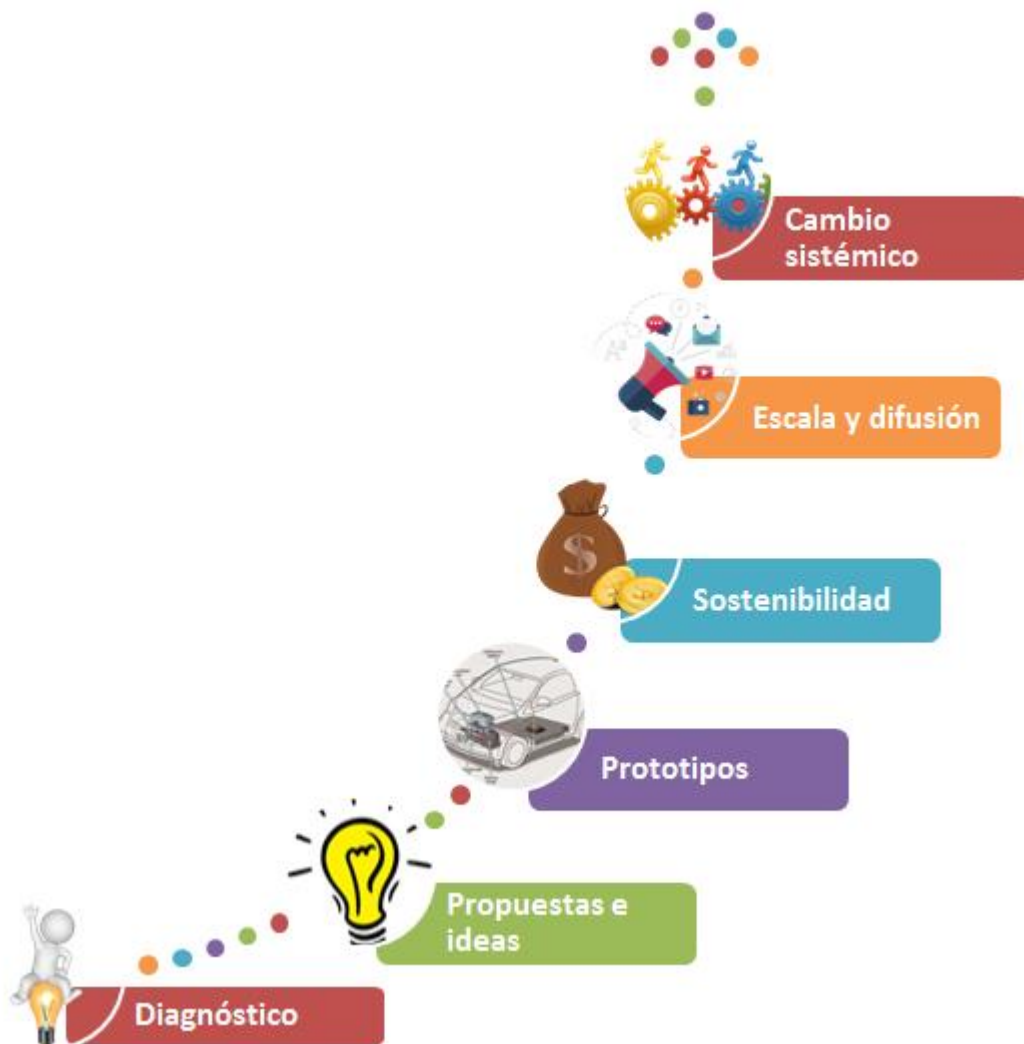 Cambio
sistémico
Escala y difusión
Sostenibilidad
Prototipos
Propuestas e
ideas
Diagnóstico